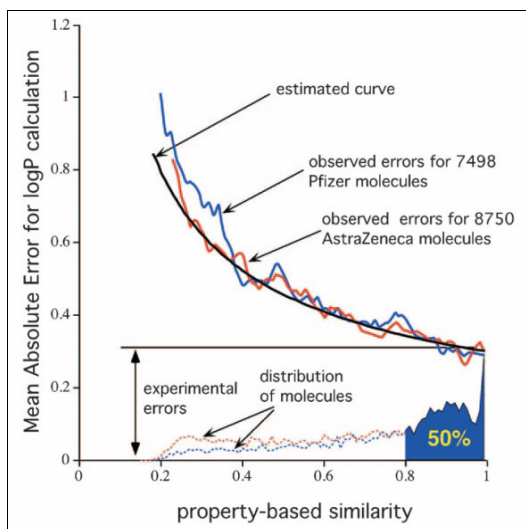 1.2
1
0.8
0.6
0.4
0.2
0
Mean Absolute Error for logP calculation
estimated curve
observed errors for 7498
Pfizer molecules
observed errors for 8750
AstraZeneca molecules
experimental
errors
distribution
of molecules
50%
0
0.2
0.4
0.6
0.8
1
property-based similarity